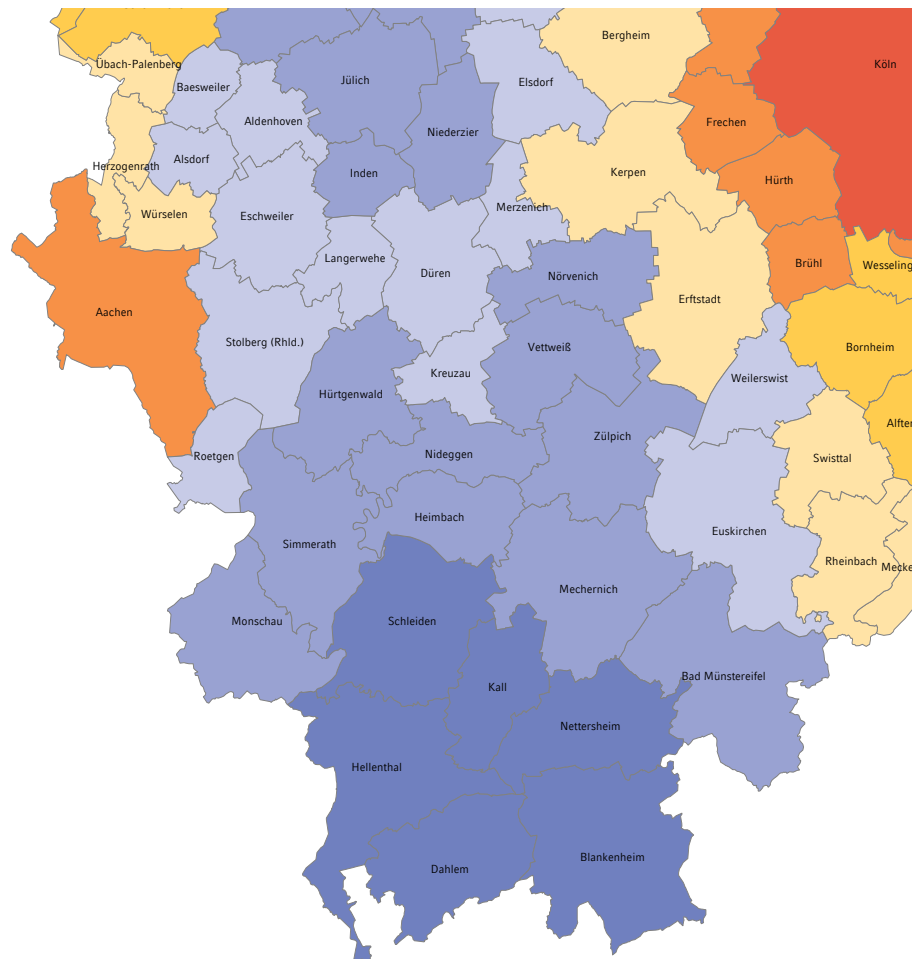 Bergheim
Köln
Übach-Palenberg
Jülich
Elsdorf
Baesweiler
Aldenhoven
Frechen
Niederzier
Alsdorf
Herzogenrath
Inden
Kerpen
Hürth
Merzenich
Würselen
Eschweiler
Langerwehe
Düren
Nörvenich
Brühl
Wesseling
Erftstadt
Aachen
Stolberg (Rhld.)
Vettweiß
Bornheim
Kreuzau
Weilerswist
Hürtgenwald
Alfter
Zülpich
Roetgen
Nideggen
Swisttal
Heimbach
Euskirchen
Simmerath
Rheinbach
Mecke
Mechernich
Monschau
Schleiden
Bad Münstereifel
Kall
Nettersheim
Hellenthal
Blankenheim
Dahlem